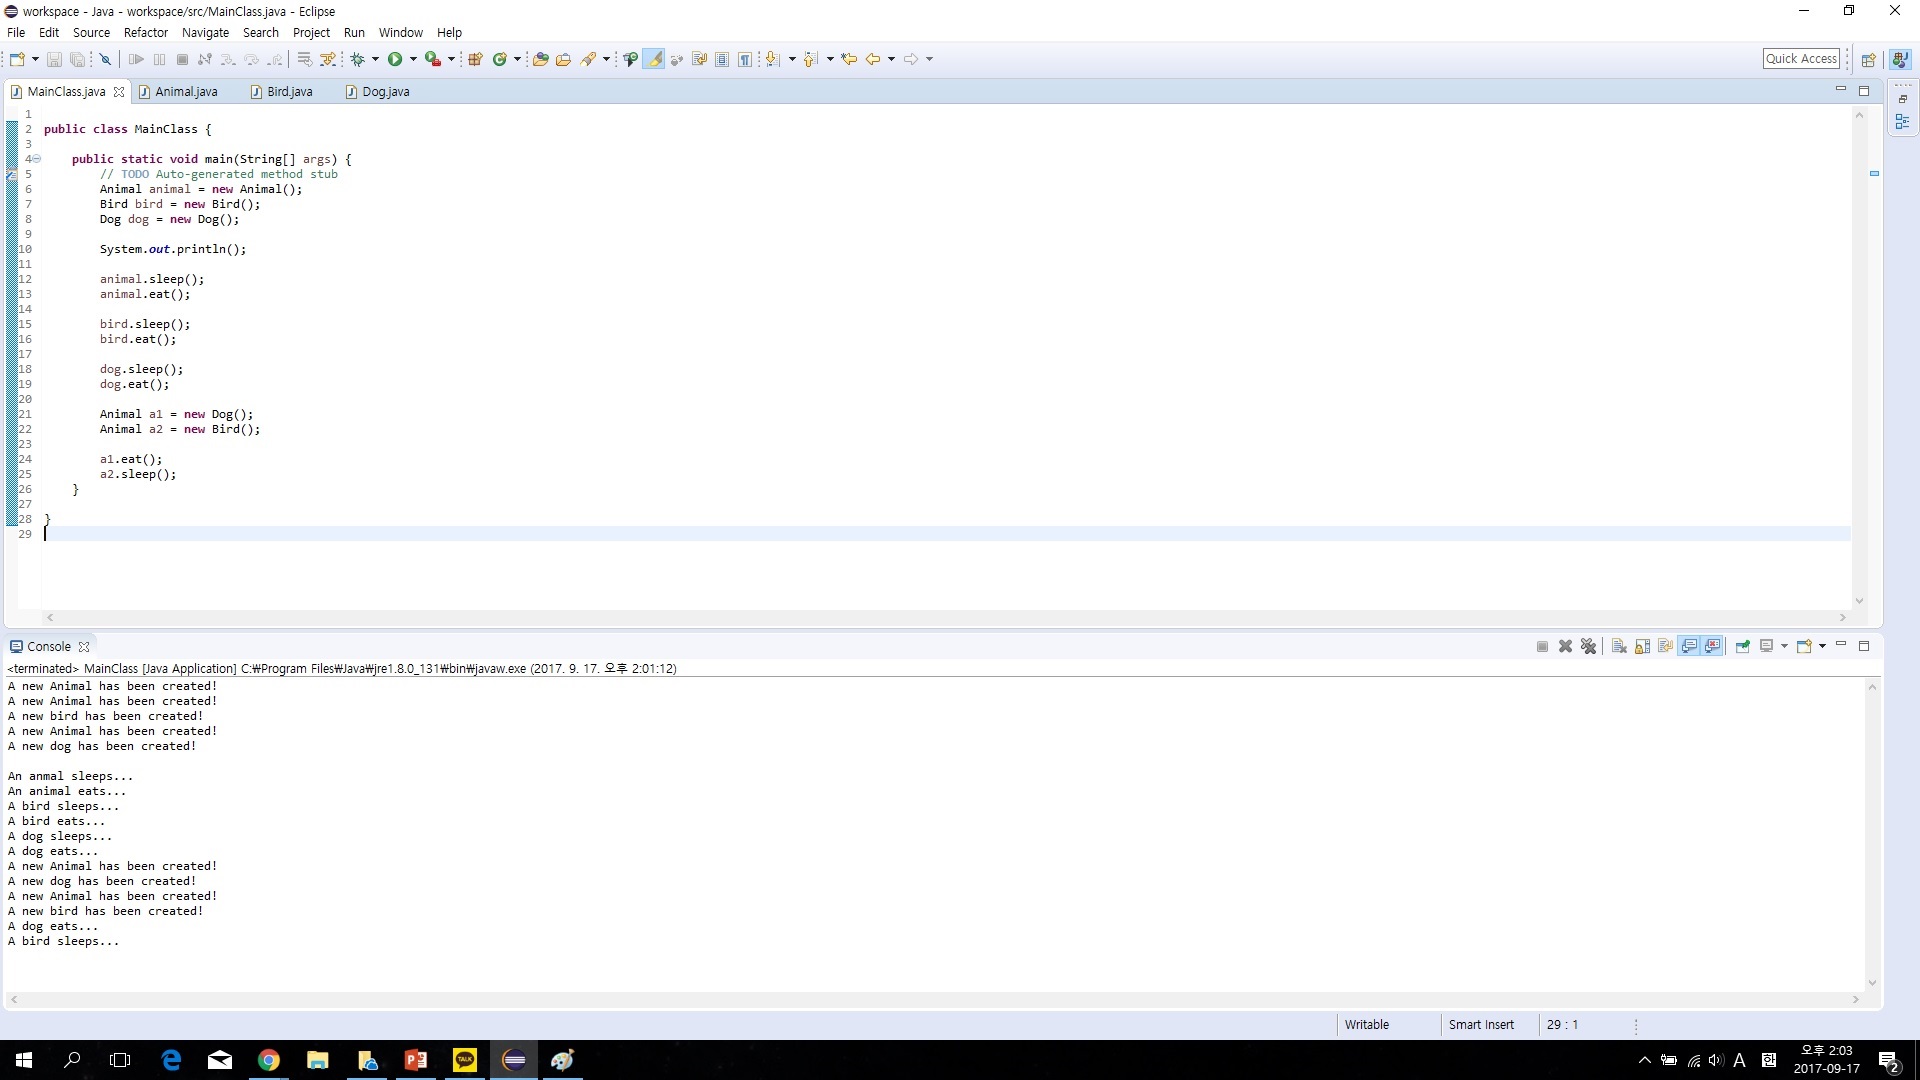 workspace - Java - workspace/src/MainClass.java - Eclipse
File Edit Source Refactor Navigate Search Project Run Window Help
Quick Access
MainClass.java Animal.java Bird.java Dog.java
1
2 public class MainClass {
3
4 public static void main(String[] args) {
5 // TODO Auto-generated method stub
6 Animal animal = new Animal();
7 Bird bird = new Bird();
8 Dog dog = new Dog();
9
10 System.out.println();
11
12 animal.sleep();
13 animal.eat();
14
15 bird.sleep();
16 bird.eat();
17
18 dog.sleep();
19 dog.eat();
20
21 Animal a1 = new Dog();
22 Animal a2 = new Bird();
23
24 a1.eat();
25 a2.sleep();
26 }
27
28 }
29
Console
<terminated> MainClass [Java Application] C:₩Program Files₩Java₩jre1.8.0_131₩bin₩javaw.exe (2017. 9. 17. 오후 2:01:12)
A new Animal has been created!
A new Animal has been created!
A new bird has been created!
A new Animal has been created!
A new dog has been created!
An anmal sleeps...
An animal eats...
A bird sleeps...
A bird eats...
A dog sleeps...
A dog eats...
A new Animal has been created!
A new dog has been created!
A new Animal has been created!
A new bird has been created!
A dog eats...
A bird sleeps...
Writable Smart Insert 29 : 1
TALK
A 한 오후 2:03
2017-09-17
2